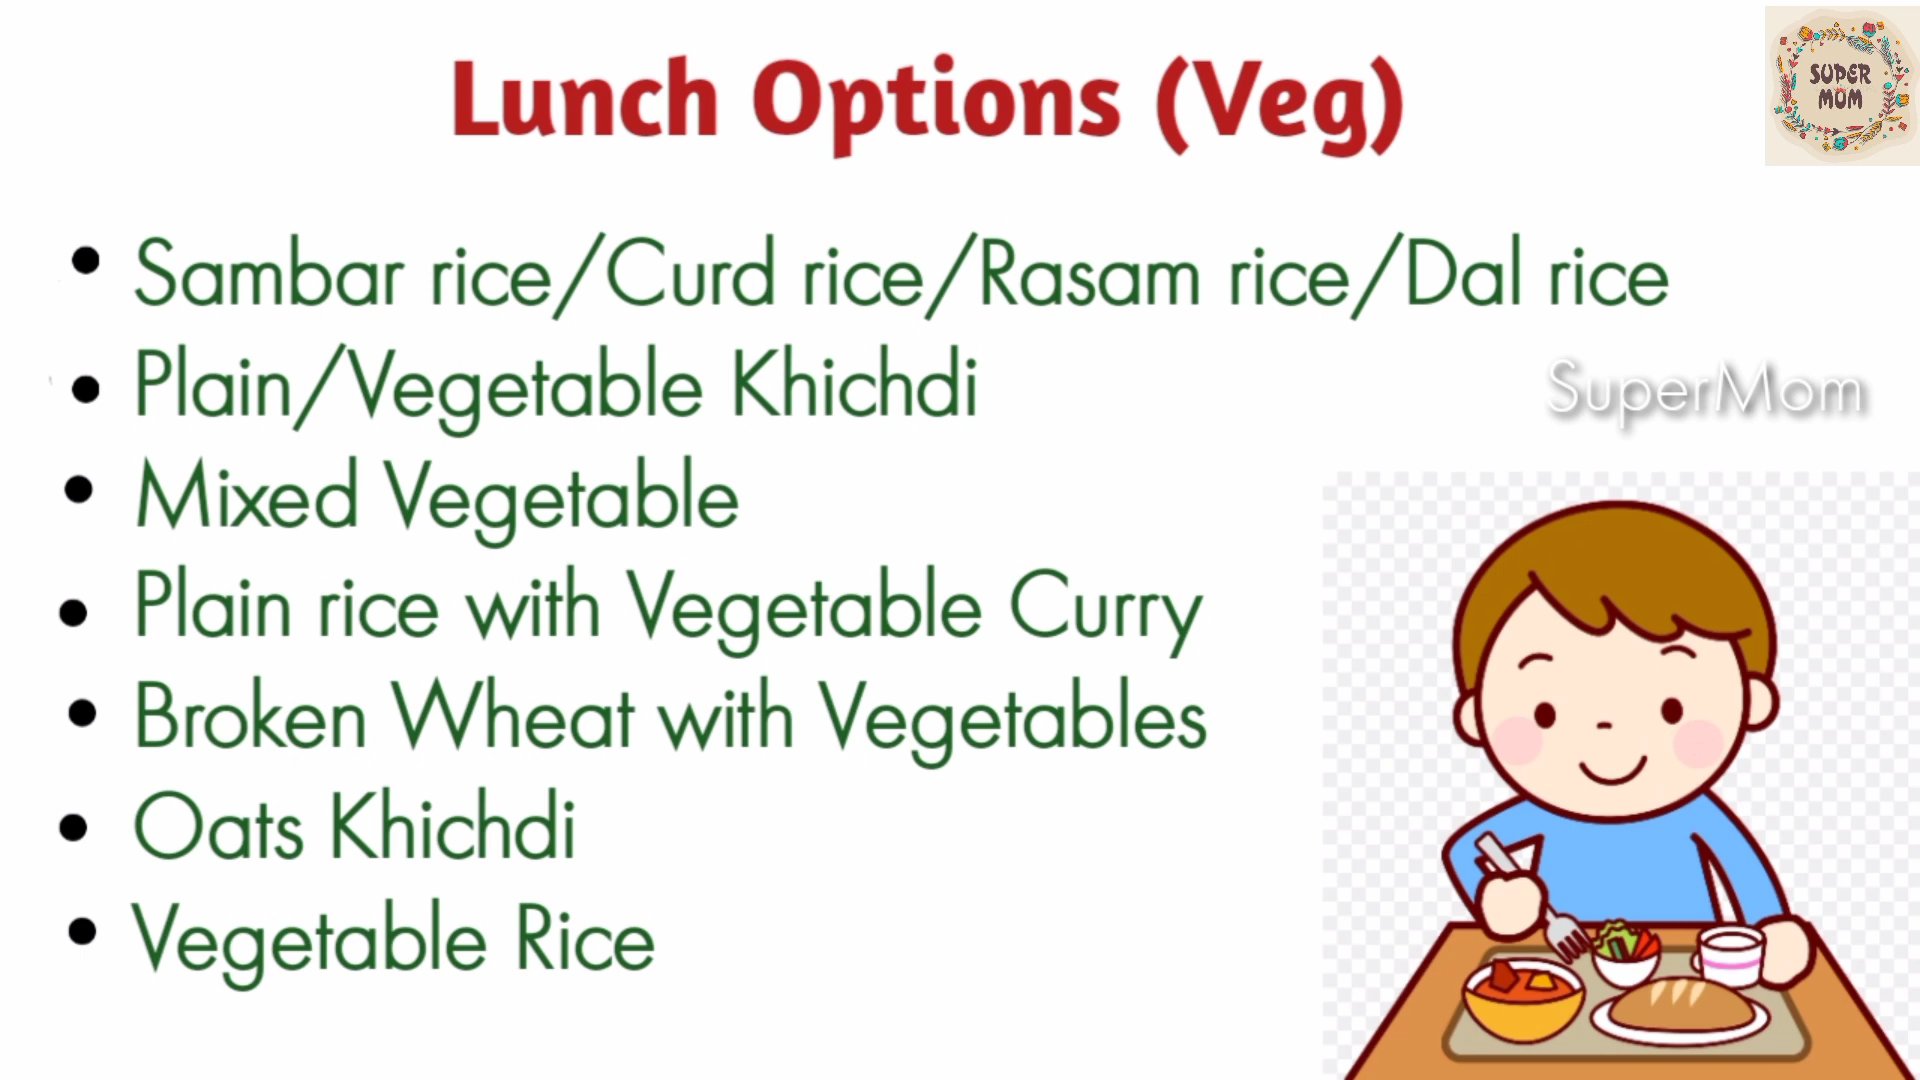 Lunch Options (Veg)
SUPER
MOM
• Sambar rice/Curd rice/Rasam rice/Dal rice
• Plain/Vegetable Khichdi
SuperMom
• Mixed Vegetable
• Plain rice with Vegetable Curry
• Broken Wheat with Vegetables
• Oats Khichdi
• Vegetable Rice